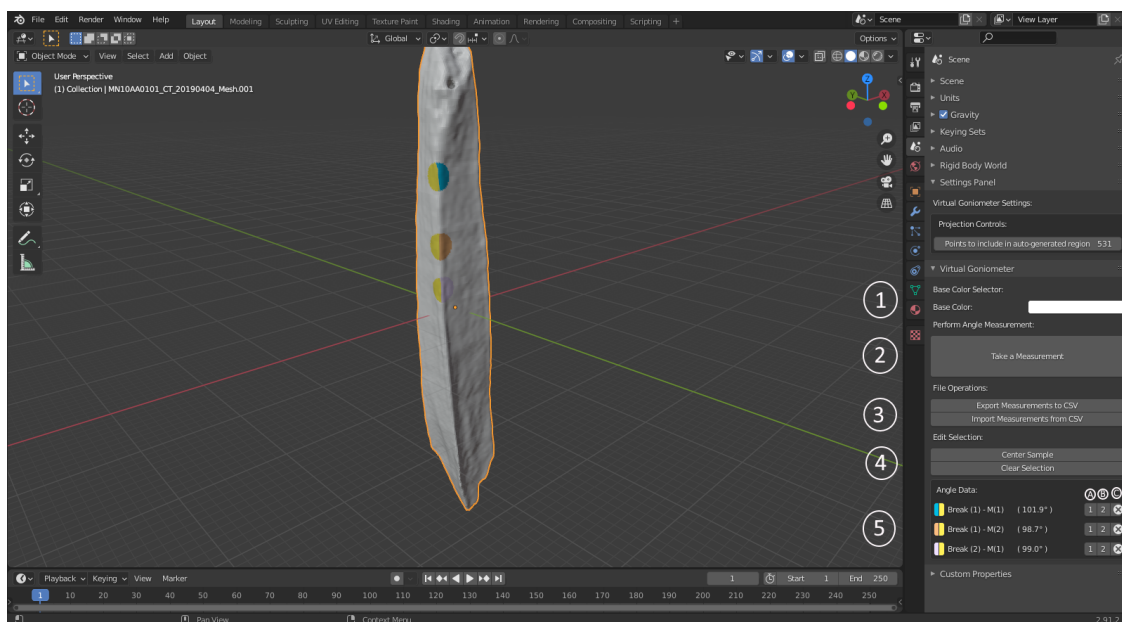 File Edit Render Window Help Layout Modeling Sculpting UV Editing Texture Paint Shading Animation Rendering Compositing Scripting + Scene View Layer
Global Options
Object Mode View Select Add Object
User Perspective
(1) Collection | MN10AA0101_CT_20190404_Mesh.001
Z
Y X
Scene
Scene
Units
Gravity
Keying Sets
Audio
Rigid Body World
Settings Panel
Virtual Goniometer Settings:
Projection Controls:
Points to include in auto-generated region 531
Virtual Goniometer
Base Color Selector:
1
Base Color:
Perform Angle Measurement:
2
Take a Measurement
File Operations:
Export Measurements to CSV
3
Import Measurements from CSV
Edit Selection:
Center Sample
4
Clear Selection
Angle Data: A B C
Break (1) - M(1) ( 101.9° ) 1 2
5
Break (1) - M(2) ( 98.7° ) 1 2
Break (2) - M(1) ( 99.0° ) 1 2
Custom Properties
Playback Keying View Marker 1 Start 1 End 250
1 10 20 30 40 50 60 70 80 90 100 110 120 130 140 150 160 170 180 190 200 210 220 230 240 250
Pan View Context Menu 2.91.2